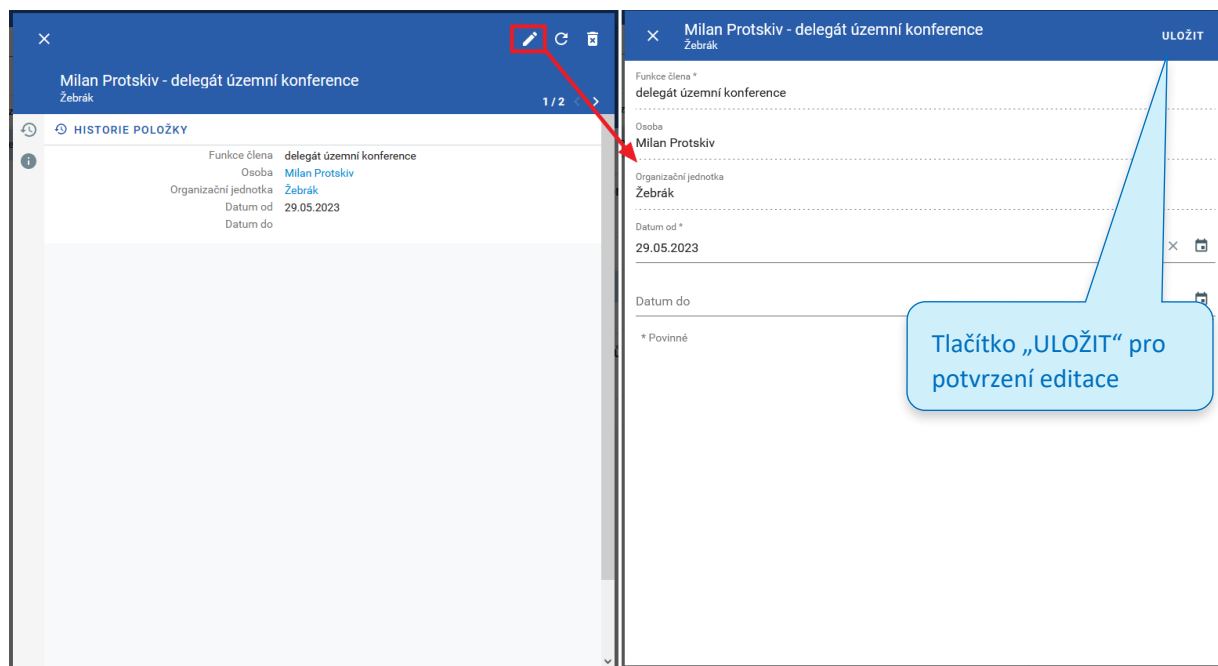 Milan Protskiv - delegát územní konference
Žebrák
1 / 2
HISTORIE POLOŽKY
Funkce člena delegát územní konference
Osoba Milan Protskiv
Organizační jednotka Žebrák
Datum od 29.05.2023
Datum do
Milan Protskiv - delegát územní konference
Žebrák
ULOŽIT
Funkce člena *
delegát územní konference
Osoba
Milan Protskiv
Organizační jednotka
Žebrák
Datum od *
29.05.2023
Datum do
* Povinné
Tlačítko „ULOŽIT“ pro
potvrzení editace